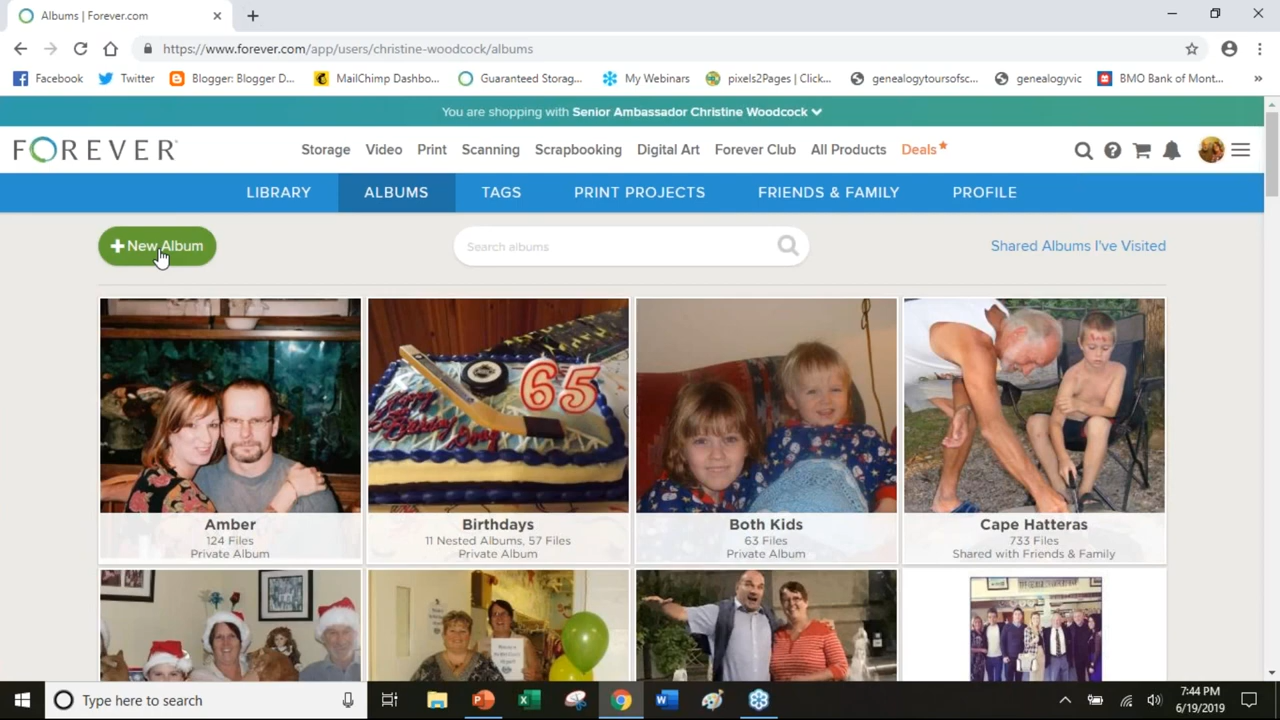 Albums | Forever.com
https://www.forever.com/app/users/christine-woodcock/albums
Facebook Twitter Blogger: Blogger D... MailChimp Dashbo... Guaranteed Storag... My Webinars pixels2Pages | Click... genealogytoursofsc... genealogyvic BMO Bank of Mont... »
You are shopping with Senior Ambassador Christine Woodcock
FOREVER Storage Video Print Scanning Scrapbooking Digital Art Forever Club All Products Deals
LIBRARY ALBUMS TAGS PRINT PROJECTS FRIENDS & FAMILY PROFILE
+ New Album Search albums Shared Albums I've Visited
65
Happy
Birthday Doug
Amber Birthdays Both Kids Cape Hatteras
124 Files 11 Nested Albums, 57 Files 63 Files 733 Files
Private Album Private Album Private Album Shared with Friends & Family
Type here to search
7:44 PM
6/19/2019